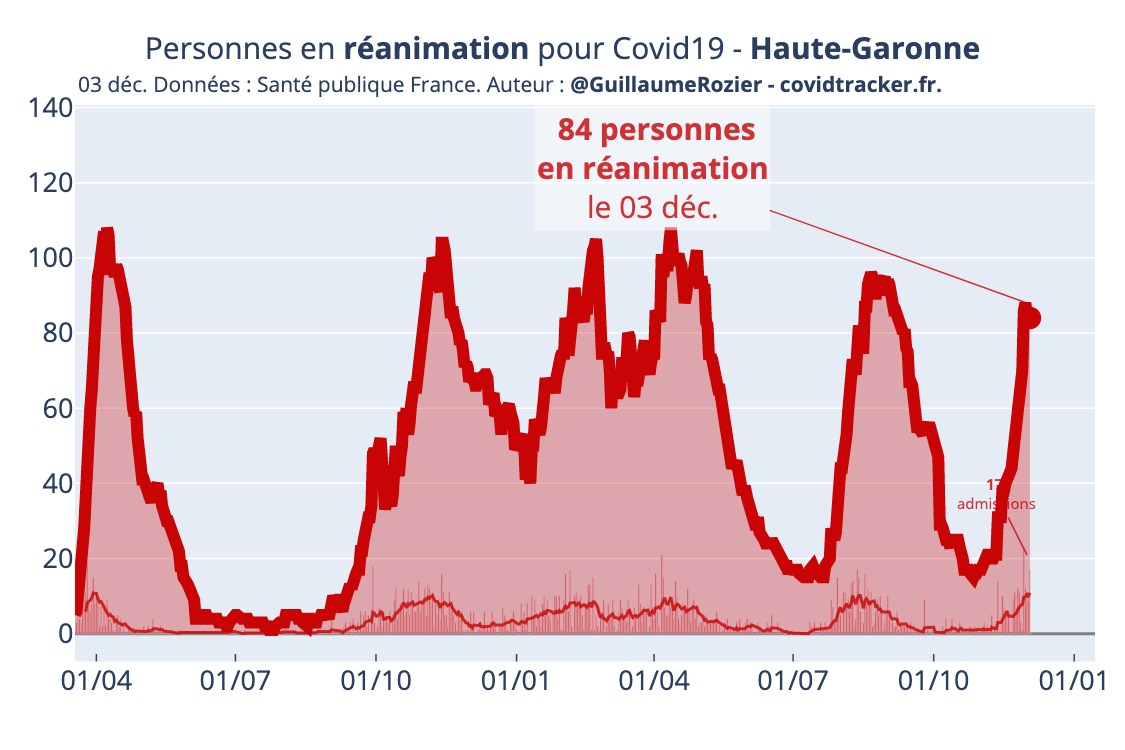 Personnes en réanimation pour Covid19 - Haute-Garonne
03 déc. Données : Santé publique France. Auteur : @GuillaumeRozier - covidtracker.fr.
140
120
100
80
60
40
20
0
84 personnes
en réanimation
le 03 déc.
admissions
01/04
01/07
01/10
01/01
01/04
01/07
01/10
01/01